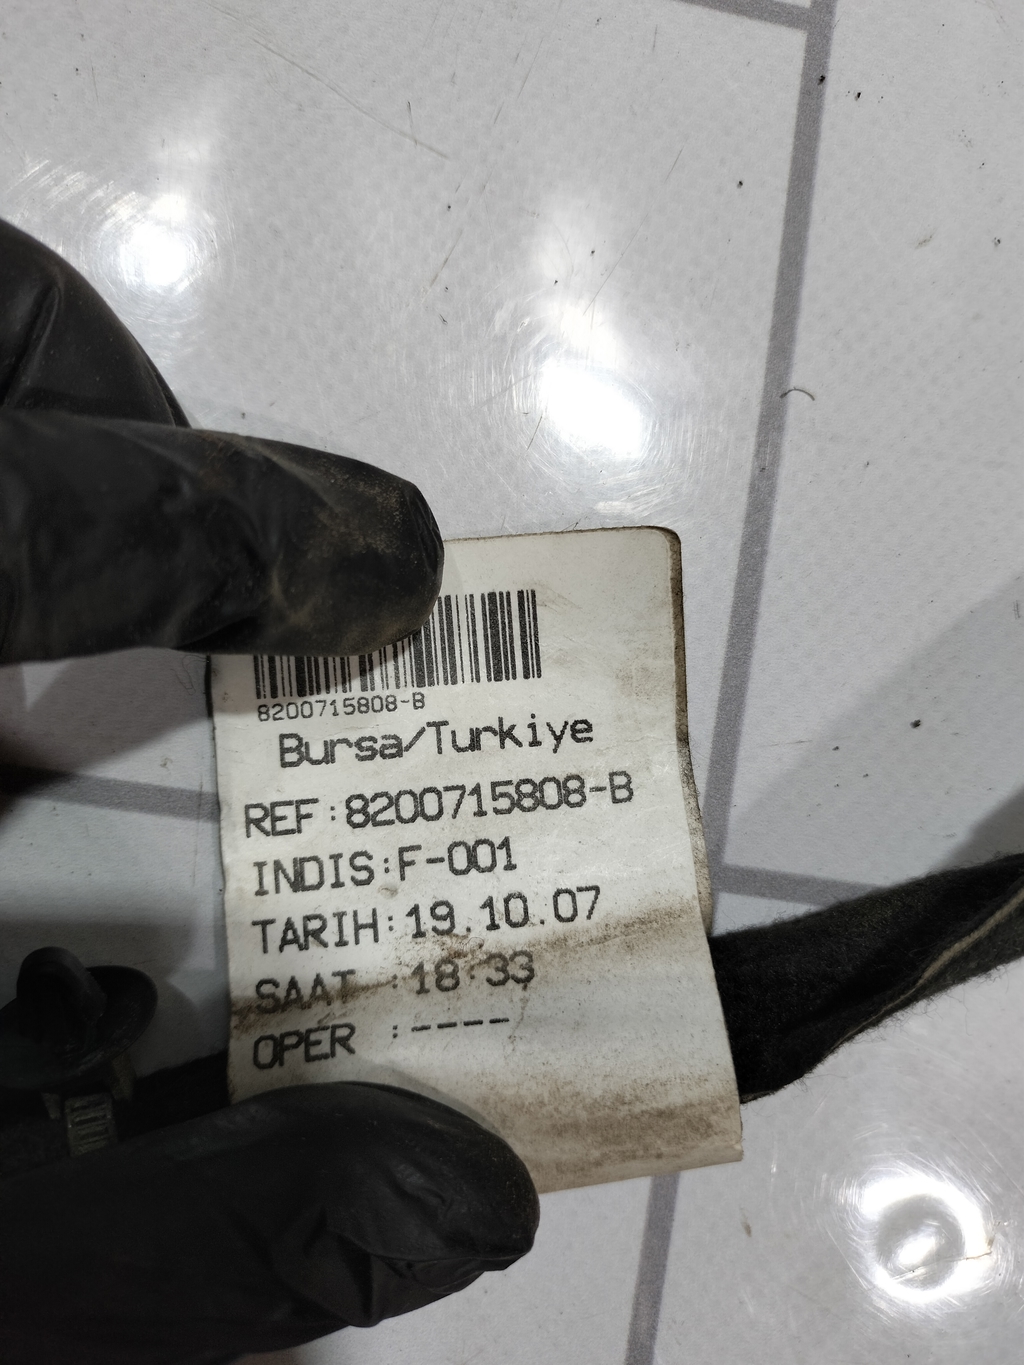 8200715808-B
Bursa/Turkiye
REF:8200715808-B
INDIS:F-001
TARIH:19.10.07
SAAT :18:33
OPER :----